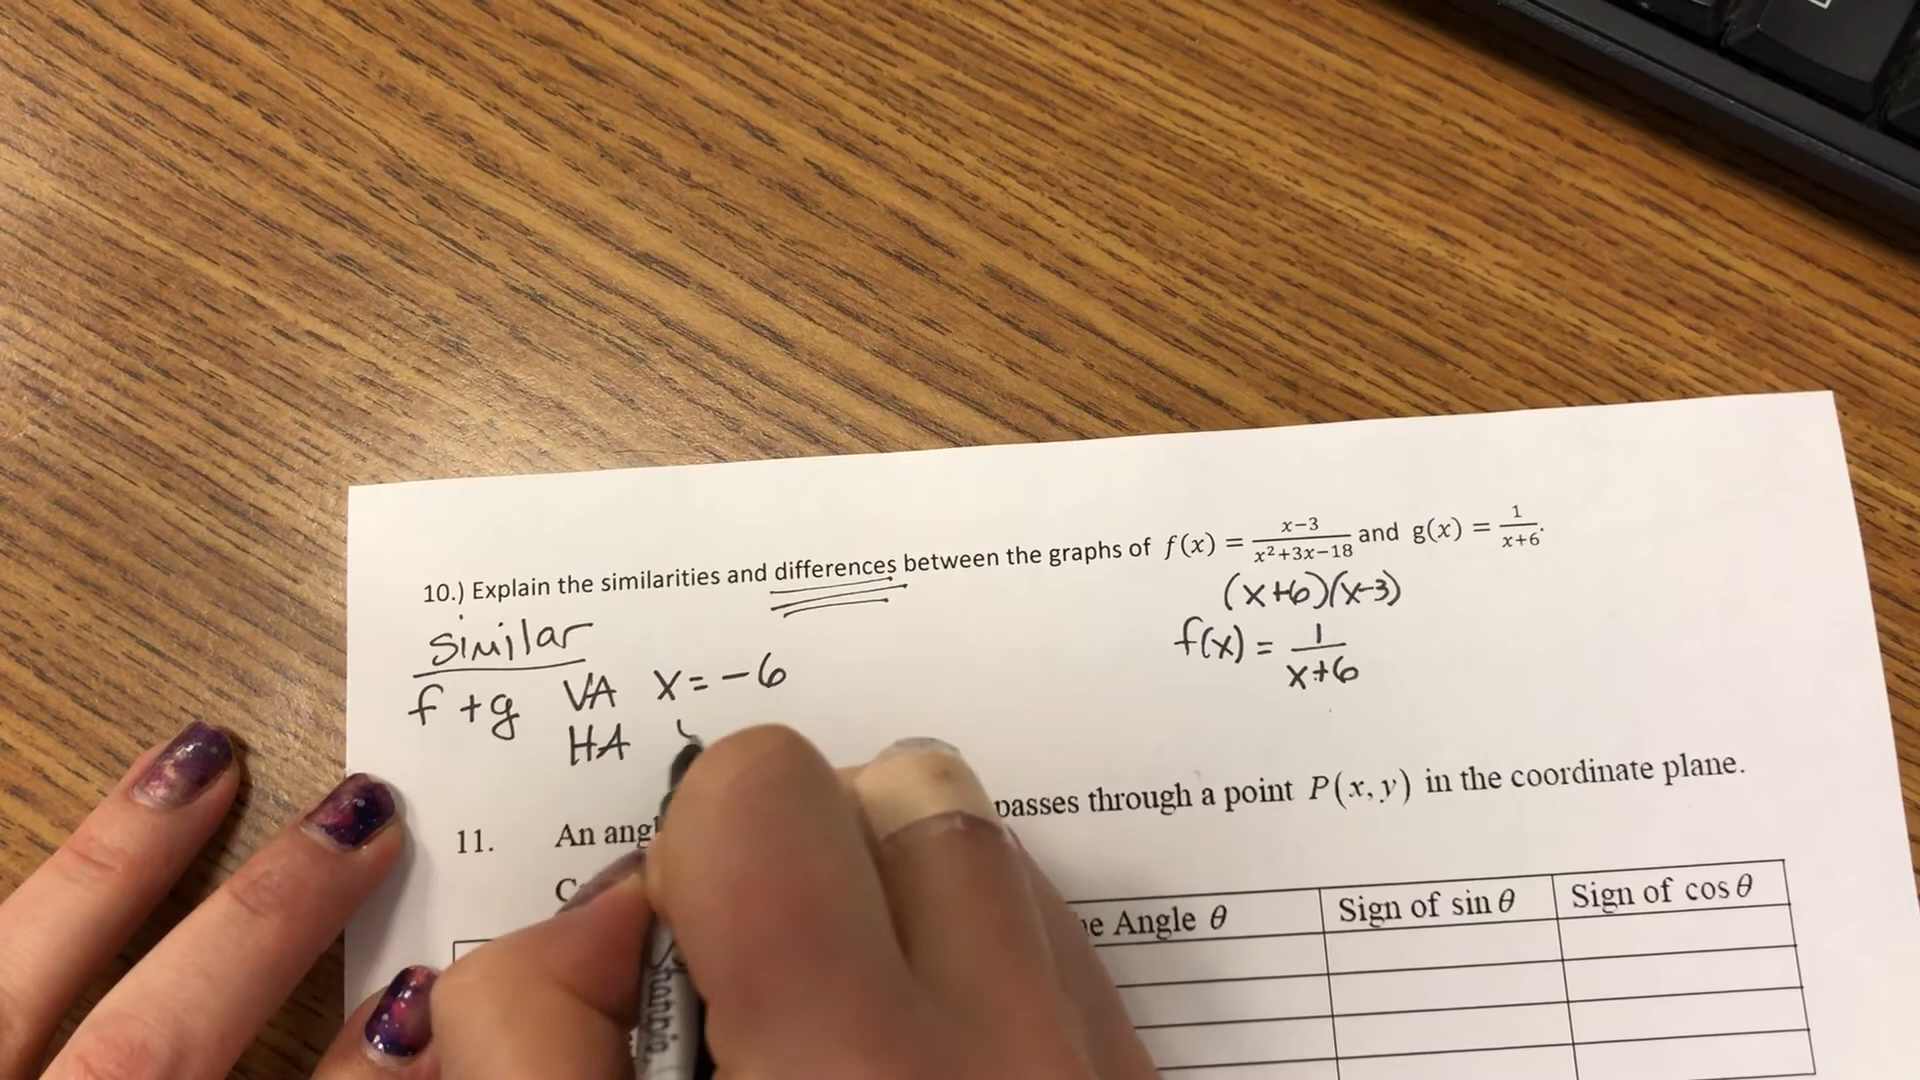 10.) Explain the similarities and differences between the graphs of f(x) = x−3 / x²+3x−18 and g(x) = 1 / x+6.
(x+6)(x-3)
f(x) = 1 / x+6
similar
f + g VA x = -6
HA
11. An angl passes through a point P(x, y) in the coordinate plane.
e Angle θ Sign of sin θ Sign of cos θ